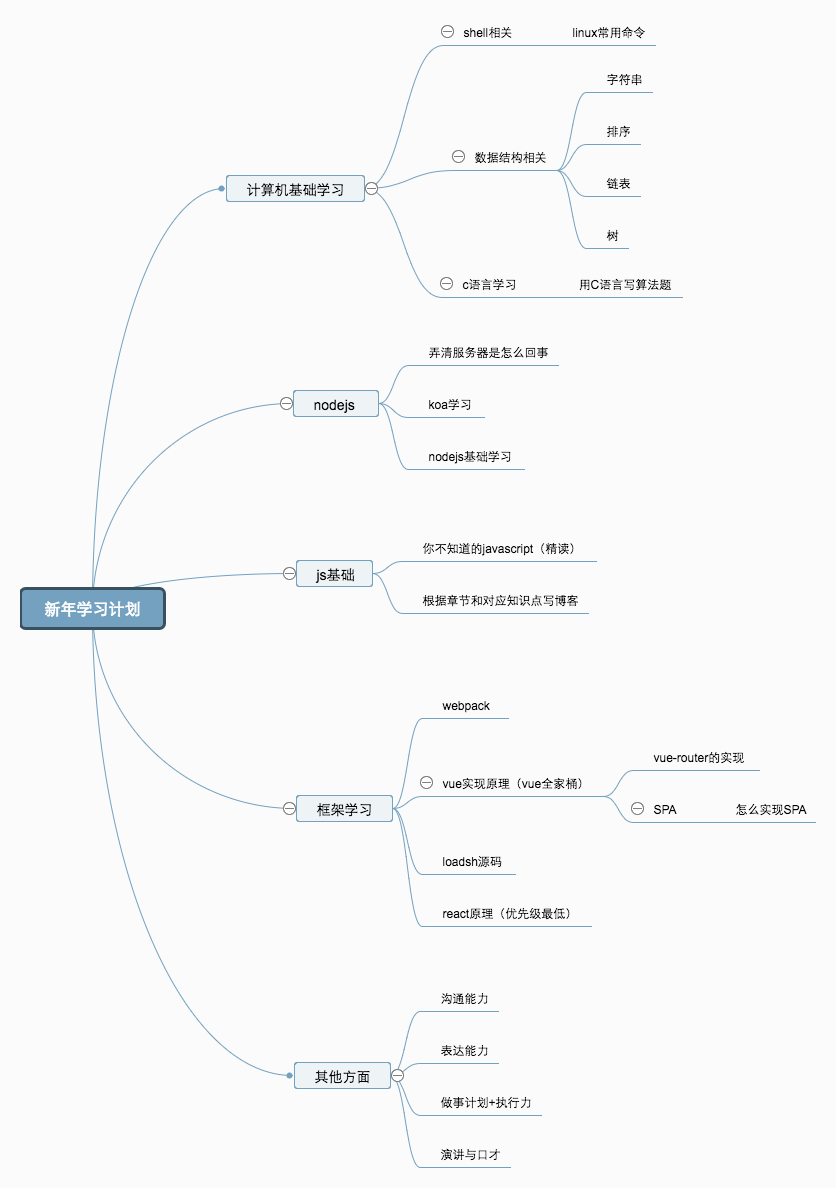 新年学习计划
计算机基础学习
shell相关
linux常用命令
数据结构相关
字符串
排序
链表
树
c语言学习
用C语言写算法题
nodejs
弄清服务器是怎么回事
koa学习
nodejs基础学习
js基础
你不知道的javascript（精读）
根据章节和对应知识点写博客
框架学习
webpack
vue实现原理（vue全家桶）
vue-router的实现
SPA
怎么实现SPA
loadsh源码
react原理（优先级最低）
其他方面
沟通能力
表达能力
做事计划+执行力
演讲与口才